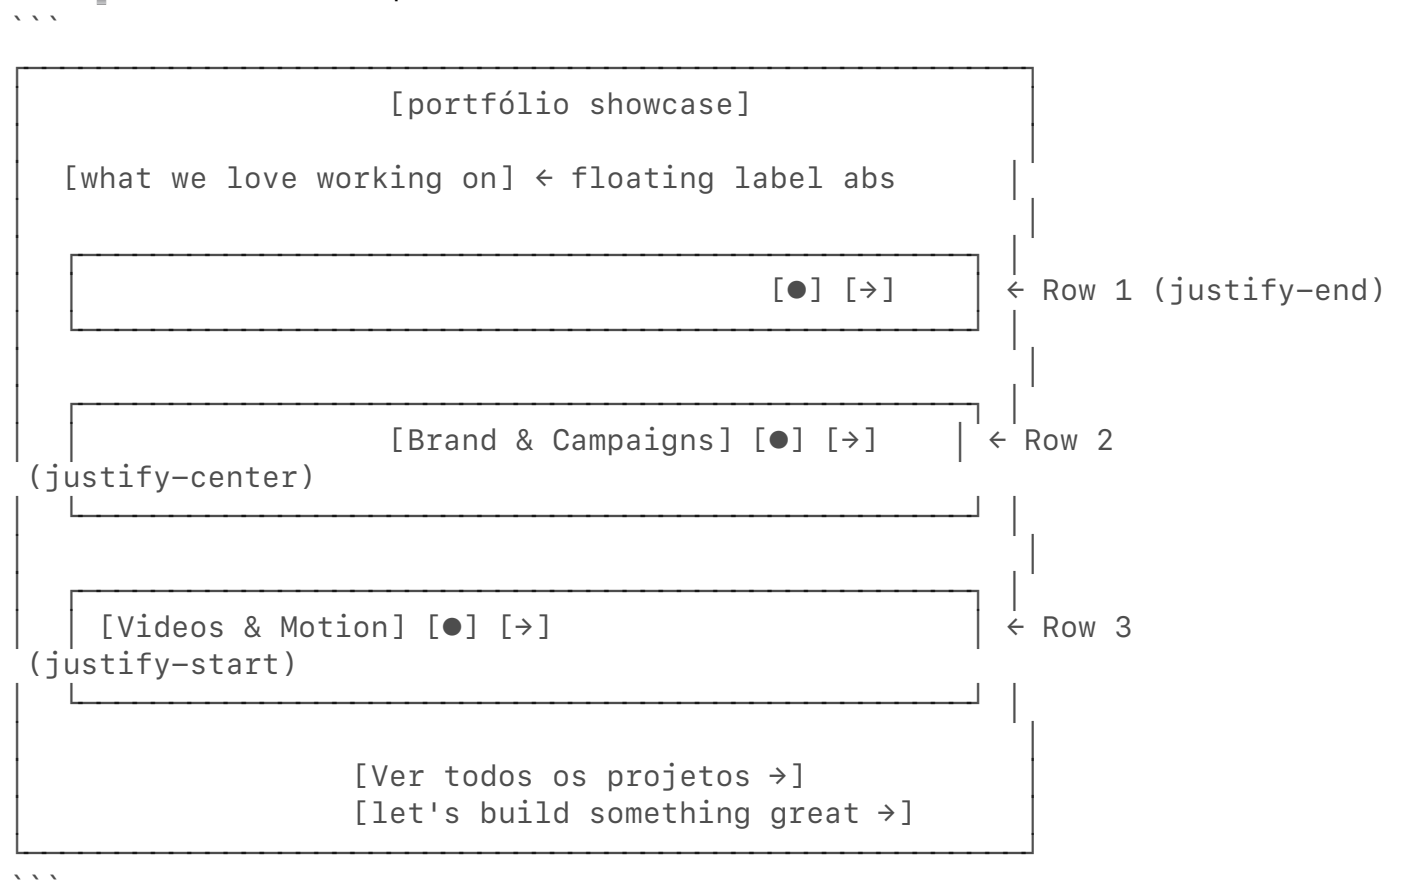 ```
[portfólio showcase]
[what we love working on] ← floating label abs
[●] [→] ← Row 1 (justify-end)
[Brand & Campaigns] [●] [→] ← Row 2
(justify-center)
[Videos & Motion] [●] [→] ← Row 3
(justify-start)
[Ver todos os projetos →]
[let's build something great →]
```